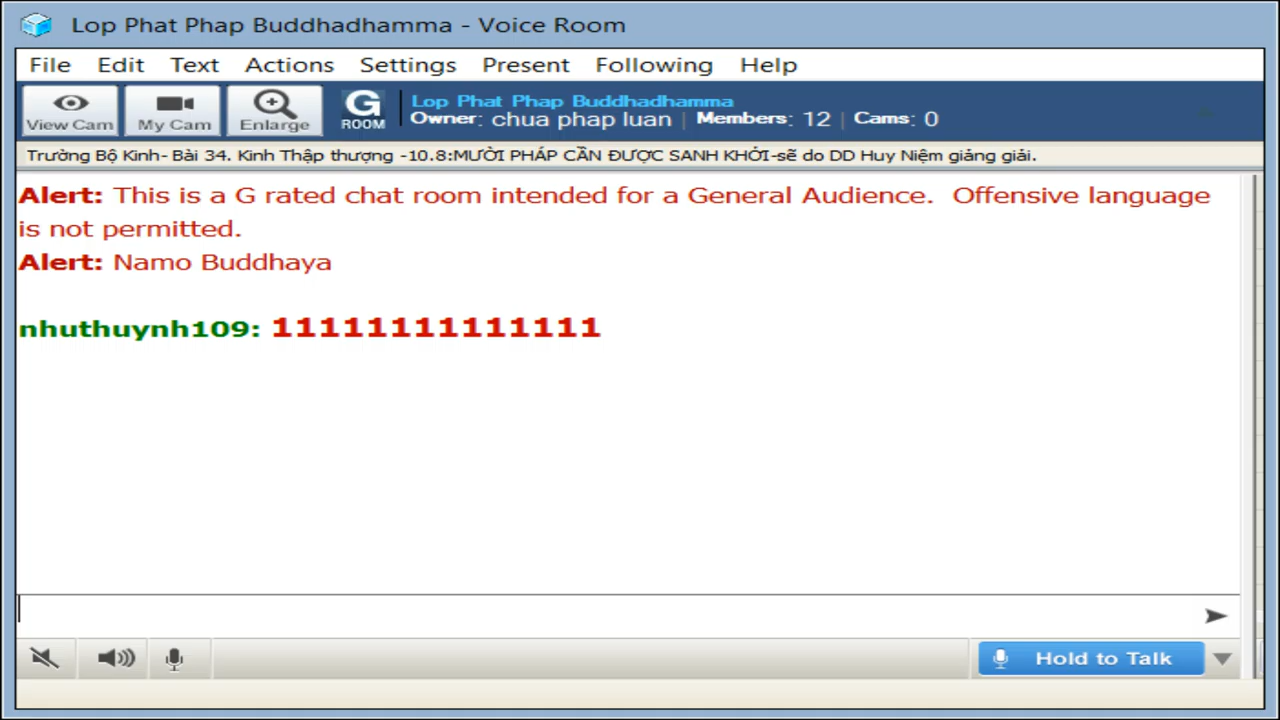 Lop Phat Phap Buddhadhamma - Voice Room
File Edit Text Actions Settings Present Following Help
View Cam My Cam Enlarge G ROOM
Lop Phat Phap Buddhadhamma
Owner: chua phap luan | Members: 12 | Cams: 0
Trường Bộ Kinh- Bài 34. Kinh Thập thượng -10.8:MƯỜI PHÁP CẦN ĐƯỢC SANH KHỞI-sẽ do DD Huy Niệm giảng giải.
Alert: This is a G rated chat room intended for a General Audience.  Offensive language
is not permitted.
Alert: Namo Buddhaya
nhuthuynh109: 11111111111111
Hold to Talk